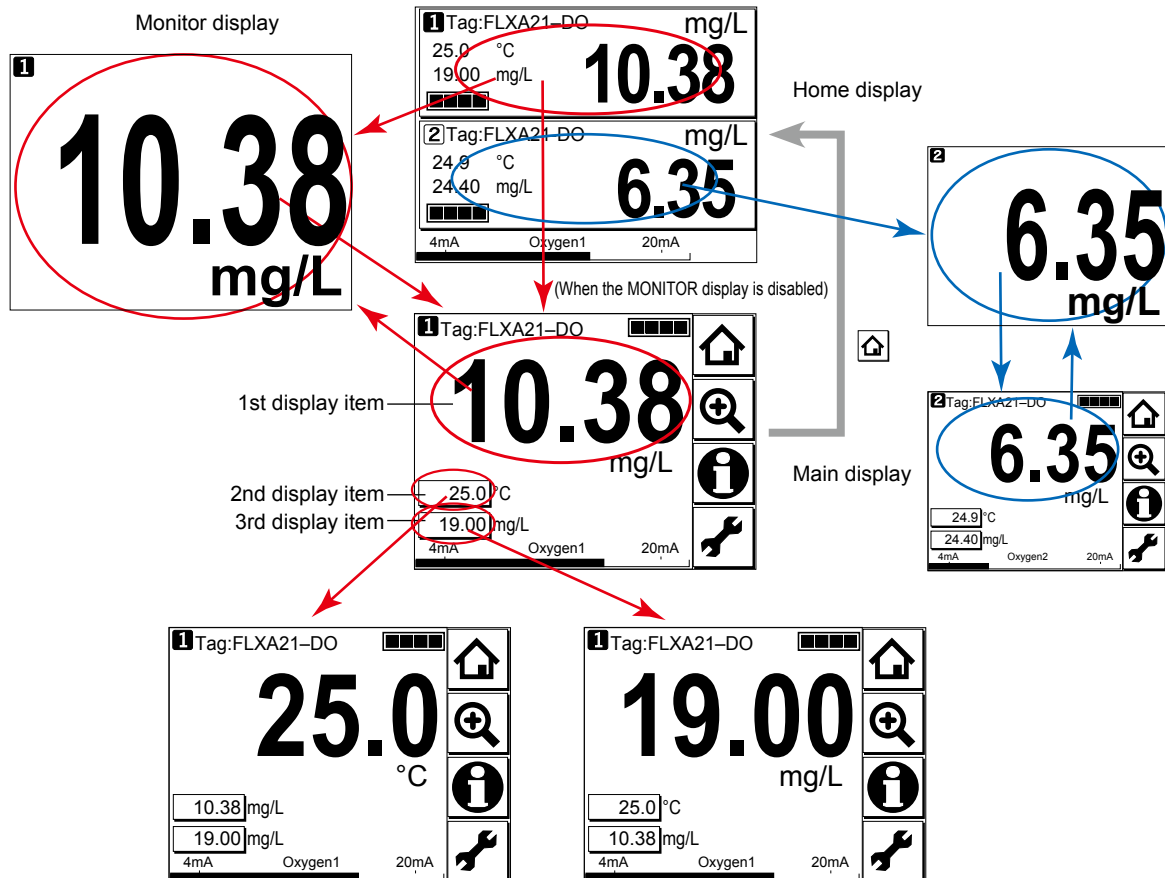 Monitor display
1
10.38
mg/L
1 Tag:FLXA21–DO mg/L
25.0 °C
19.00 mg/L
10.38
2 Tag:FLXA21-DO mg/L
24.9 °C
24.40 mg/L
6.35
4mA Oxygen1 20mA
Home display
2
6.35
mg/L
(When the MONITOR display is disabled)
1 Tag:FLXA21–DO
1st display item
10.38
mg/L
2nd display item
25.0 °C
3rd display item
19.00 mg/L
4mA Oxygen1 20mA
Main display
2 Tag:FLXA21–DO
6.35
mg/L
24.9 °C
24.40 mg/L
4mA Oxygen2 20mA
1 Tag:FLXA21–DO
25.0
°C
10.38 mg/L
19.00 mg/L
4mA Oxygen1 20mA
1 Tag:FLXA21–DO
19.00
mg/L
25.0 °C
10.38 mg/L
4mA Oxygen1 20mA